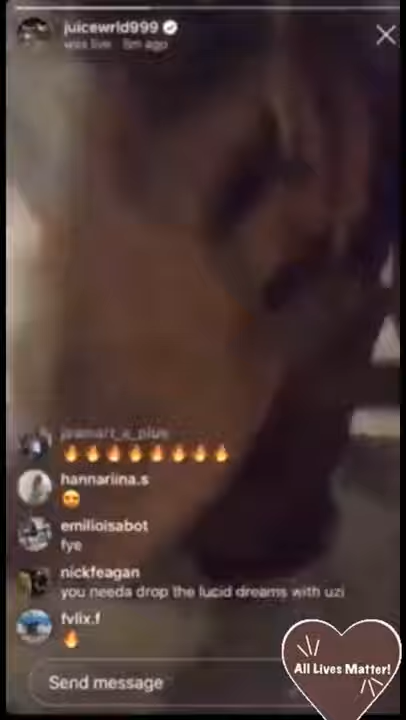 juicewrld999
was live 5m ago
🔥🔥🔥🔥🔥🔥🔥🔥
hannariina.s
😍
emilioisabot
fye
nickfeagan
you needa drop the lucid dreams with uzi
fvlix.f
🔥
Send message
All Lives Matter!